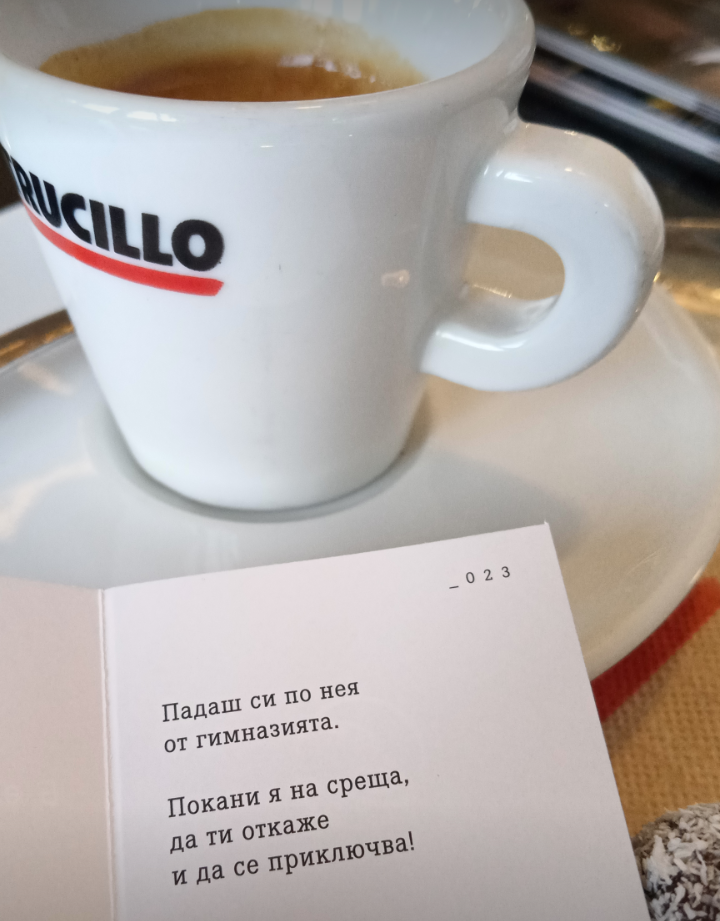 RUCILLO
_023
Падаш си по нея
от гимназията.
Покани я на среща,
да ти откаже
и да се приключва!